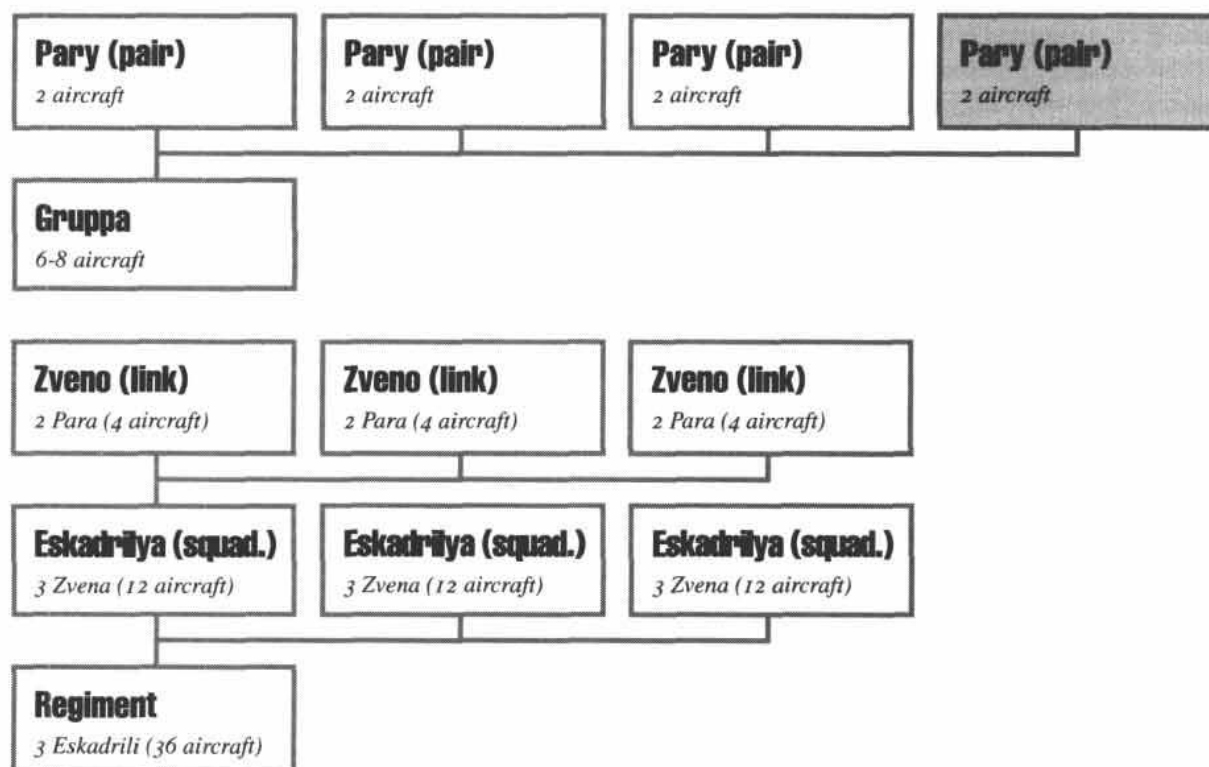 Pary (pair)
2 aircraft
Pary (pair)
2 aircraft
Pary (pair)
2 aircraft
Pary (pair)
2 aircraft
Gruppa
6-8 aircraft
Zveno (link)
2 Para (4 aircraft)
Zveno (link)
2 Para (4 aircraft)
Zveno (link)
2 Para (4 aircraft)
Eskadrilya (squad.)
3 Zvena (12 aircraft)
Eskadrilya (squad.)
3 Zvena (12 aircraft)
Eskadrilya (squad.)
3 Zvena (12 aircraft)
Regiment
3 Eskadrili (36 aircraft)